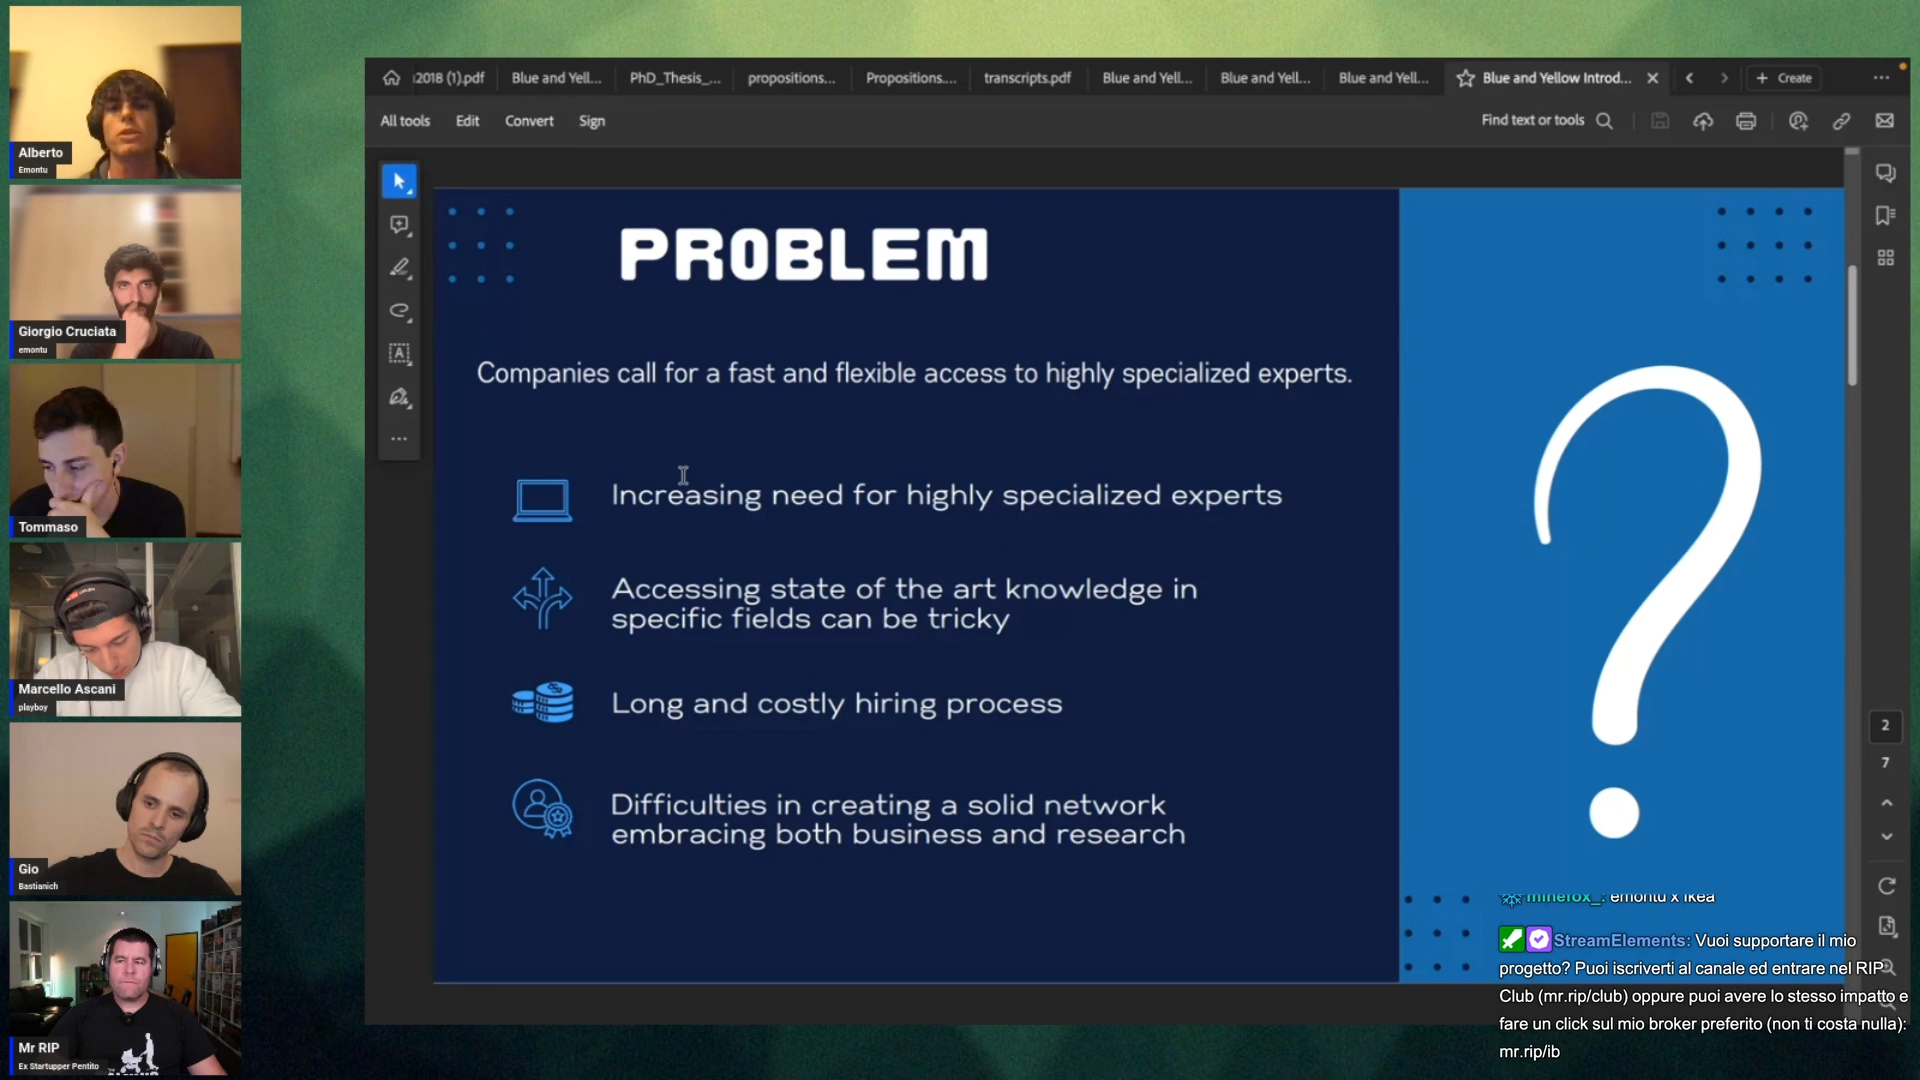 Alberto
Emontu
Giorgio Cruciata
emontu
Tommaso
Marcello Ascani
playboy
Gio
Bastianich
Mr RIP
Ex Startupper Pentito
2018 (1).pdf
Blue and Yell...
PhD_Thesis_...
propositions...
Propositions....
transcripts.pdf
Blue and Yell...
Blue and Yell...
Blue and Yell...
Blue and Yellow Introd...
Create
All tools
Edit
Convert
Sign
Find text or tools
PROBLEM
Companies call for a fast and flexible access to highly specialized experts.
Increasing need for highly specialized experts
Accessing state of the art knowledge in
specific fields can be tricky
Long and costly hiring process
Difficulties in creating a solid network
embracing both business and research
2
7
minerox_: emontu x ikea
StreamElements: Vuoi supportare il mio
progetto? Puoi iscriverti al canale ed entrare nel RIP
Club (mr.rip/club) oppure puoi avere lo stesso impatto e
fare un click sul mio broker preferito (non ti costa nulla):
mr.rip/ib